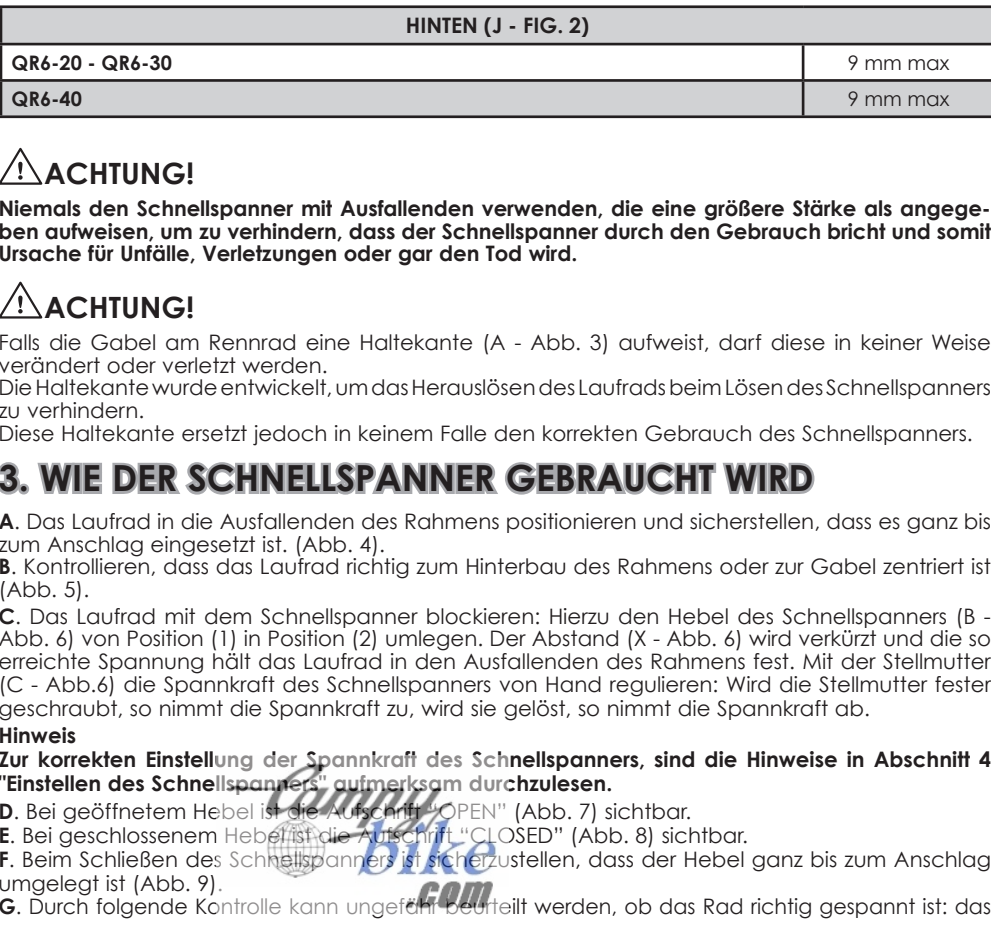 HINTEN (J - FIG. 2)
QR6-20 - QR6-30 9 mm max
QR6-40 9 mm max
ACHTUNG!
Niemals den Schnellspanner mit Ausfallenden verwenden, die eine größere Stärke als angege-
ben aufweisen, um zu verhindern, dass der Schnellspanner durch den Gebrauch bricht und somit
Ursache für Unfälle, Verletzungen oder gar den Tod wird.
ACHTUNG!
Falls die Gabel am Rennrad eine Haltekante (A - Abb. 3) aufweist, darf diese in keiner Weise
verändert oder verletzt werden.
Die Haltekante wurde entwickelt, um das Herauslösen des Laufrads beim Lösen des Schnellspanners
zu verhindern.
Diese Haltekante ersetzt jedoch in keinem Falle den korrekten Gebrauch des Schnellspanners.
3. WIE DER SCHNELLSPANNER GEBRAUCHT WIRD
A. Das Laufrad in die Ausfallenden des Rahmens positionieren und sicherstellen, dass es ganz bis
zum Anschlag eingesetzt ist. (Abb. 4).
B. Kontrollieren, dass das Laufrad richtig zum Hinterbau des Rahmens oder zur Gabel zentriert ist
(Abb. 5).
C. Das Laufrad mit dem Schnellspanner blockieren: Hierzu den Hebel des Schnellspanners (B -
Abb. 6) von Position (1) in Position (2) umlegen. Der Abstand (X - Abb. 6) wird verkürzt und die so
erreichte Spannung hält das Laufrad in den Ausfallenden des Rahmens fest. Mit der Stellmutter
(C - Abb.6) die Spannkraft des Schnellspanners von Hand regulieren: Wird die Stellmutter fester
geschraubt, so nimmt die Spannkraft zu, wird sie gelöst, so nimmt die Spannkraft ab.
Hinweis
Zur korrekten Einstellung der Spannkraft des Schnellspanners, sind die Hinweise in Abschnitt 4
"Einstellen des Schnellspanners" aufmerksam durchzulesen.
D. Bei geöffnetem Hebel ist die Aufschrift “OPEN” (Abb. 7) sichtbar.
E. Bei geschlossenem Hebel ist die Aufschrift “CLOSED” (Abb. 8) sichtbar.
F. Beim Schließen des Schnellspanners ist sicherzustellen, dass der Hebel ganz bis zum Anschlag
umgelegt ist (Abb. 9).
G. Durch folgende Kontrolle kann ungefähr beurteilt werden, ob das Rad richtig gespannt ist: das
Campy
bike
.com